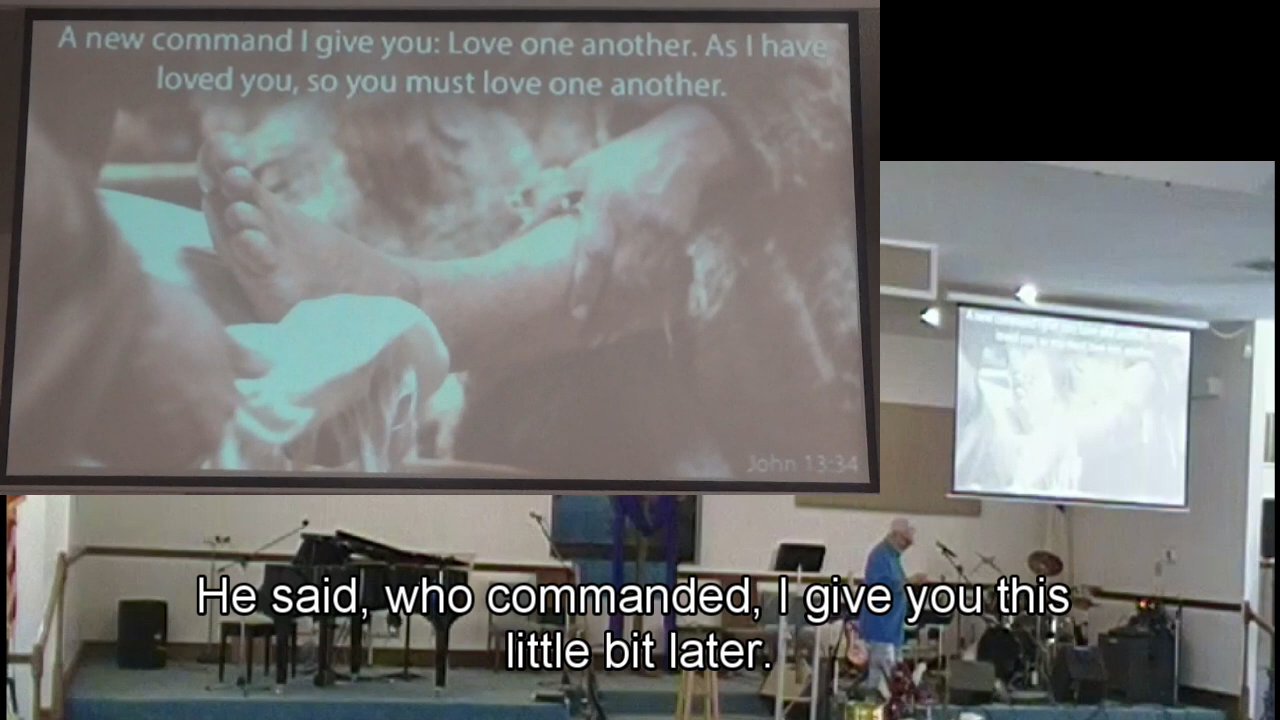 A new command I give you: Love one another. As I have
loved you, so you must love one another.
John 13:34
He said, who commanded, I give you this
little bit later.